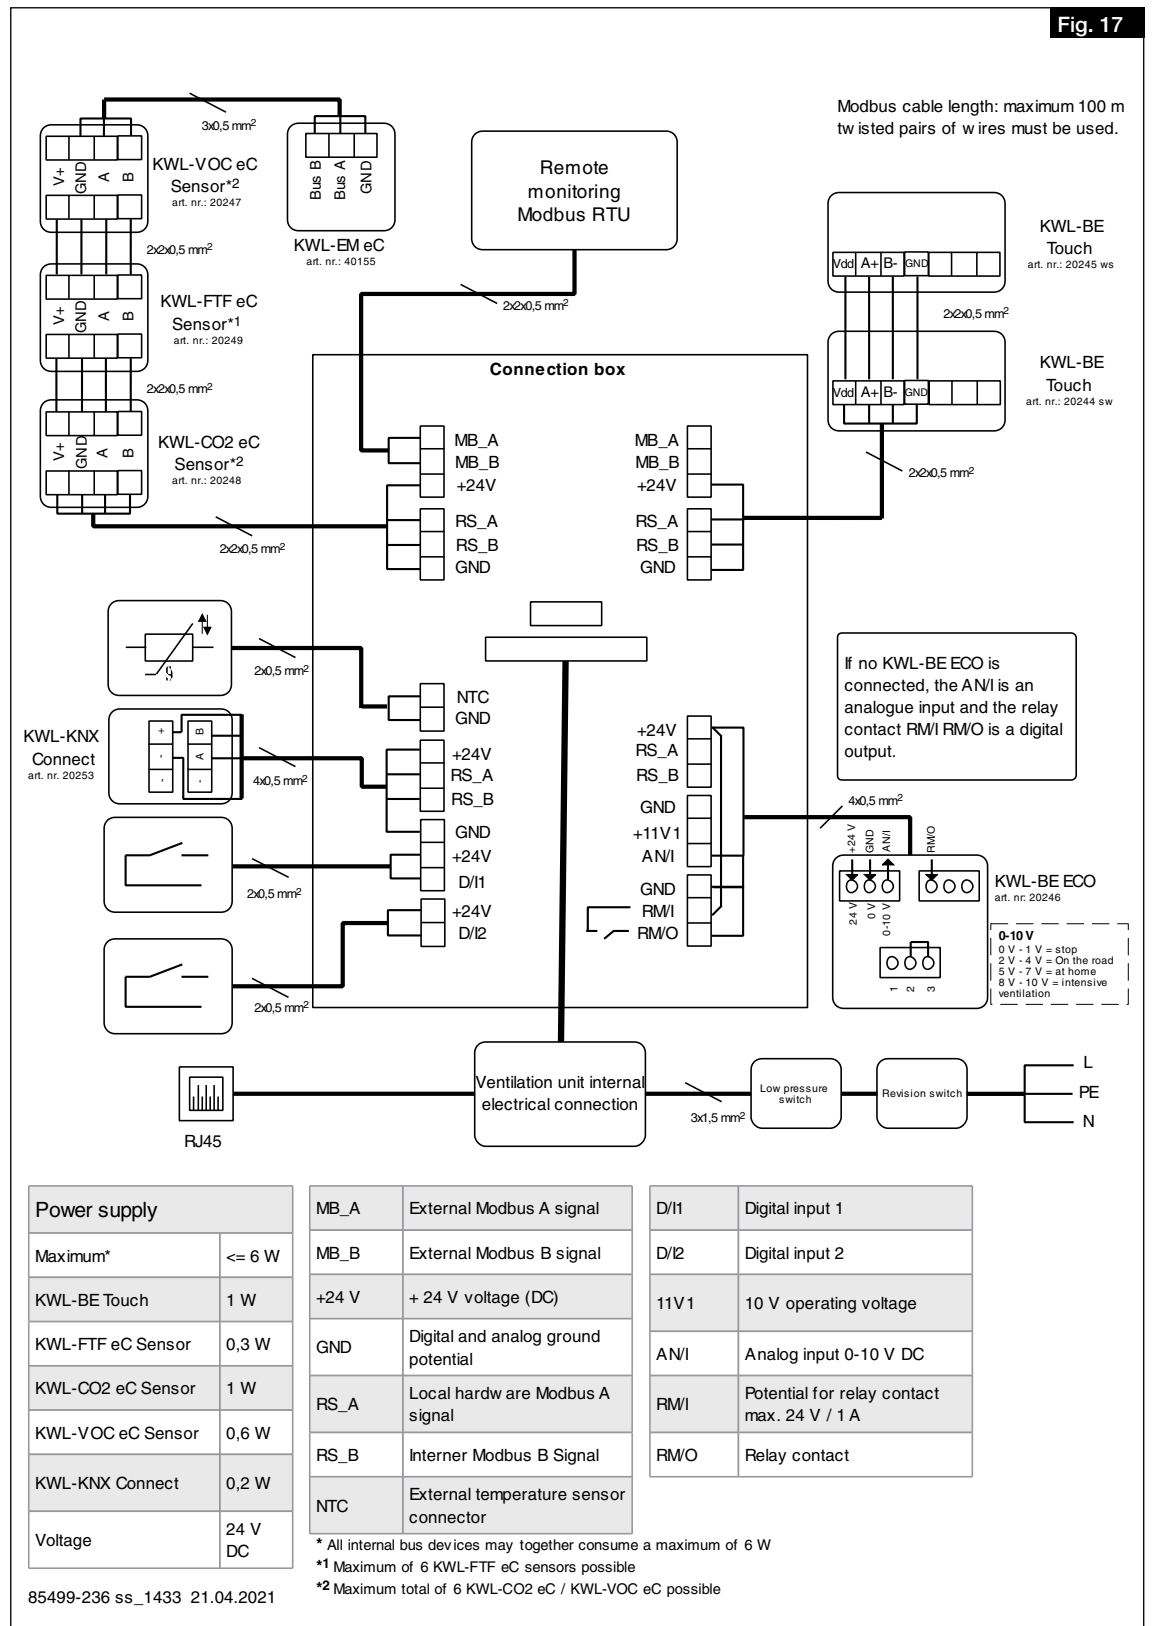 Fig. 17
Modbus cable length: maximum 100 m
twisted pairs of wires must be used.
3x0,5 mm²
V+
GND
A
B
KWL-VOC eC
Sensor*2
art. nr.: 20247
Bus B
Bus A
GND
KWL-EM eC
art. nr.: 40155
Remote
monitoring
Modbus RTU
2x2x0,5 mm²
2x2x0,5 mm²
V+
GND
A
B
KWL-FTF eC
Sensor*1
art. nr.: 20249
2x2x0,5 mm²
V+
GND
A
B
KWL-CO2 eC
Sensor*2
art. nr.: 20248
2x2x0,5 mm²
Vdd A+ B- GND
KWL-BE
Touch
art. nr.: 20245 ws
2x2x0,5 mm²
Vdd A+ B- GND
KWL-BE
Touch
art. nr.: 20244 sw
2x2x0,5 mm²
Connection box
MB_A
MB_B
+24V
RS_A
RS_B
GND
MB_A
MB_B
+24V
RS_A
RS_B
GND
ϑ
2x0,5 mm²
NTC
GND
KWL-KNX
Connect
art. nr. 20253
+
-
-
B
A
-
4x0,5 mm²
+24V
RS_A
RS_B
GND
+24V
D/I1
2x0,5 mm²
+24V
D/I2
2x0,5 mm²
+24V
RS_A
RS_B
GND
+11V1
AN/I
GND
RM/I
RM/O
If no KWL-BE ECO is
connected, the AN/I is an
analogue input and the relay
contact RM/I RM/O is a digital
output.
4x0,5 mm²
+24 V
GND
AN/I
RM/O
24 V
0 V
0-10 V
1
2
3
KWL-BE ECO
art. nr: 20246
0-10 V
0 V - 1 V = stop
2 V - 4 V = On the road
5 V - 7 V = at home
8 V - 10 V = intensive
ventilation
RJ45
Ventilation unit internal
electrical connection
3x1,5 mm²
Low pressure
switch
Revision switch
L
PE
N
Power supply
Maximum* <= 6 W
KWL-BE Touch 1 W
KWL-FTF eC Sensor 0,3 W
KWL-CO2 eC Sensor 1 W
KWL-VOC eC Sensor 0,6 W
KWL-KNX Connect 0,2 W
Voltage 24 V
DC
MB_A External Modbus A signal
MB_B External Modbus B signal
+24 V + 24 V voltage (DC)
GND Digital and analog ground
potential
RS_A Local hardware Modbus A
signal
RS_B Interner Modbus B Signal
NTC External temperature sensor
connector
D/I1 Digital input 1
D/I2 Digital input 2
11V1 10 V operating voltage
AN/I Analog input 0-10 V DC
RM/I Potential for relay contact
max. 24 V / 1 A
RM/O Relay contact
* All internal bus devices may together consume a maximum of 6 W
*1 Maximum of 6 KWL-FTF eC sensors possible
*2 Maximum total of 6 KWL-CO2 eC / KWL-VOC eC possible
85499-236 ss_1433 21.04.2021